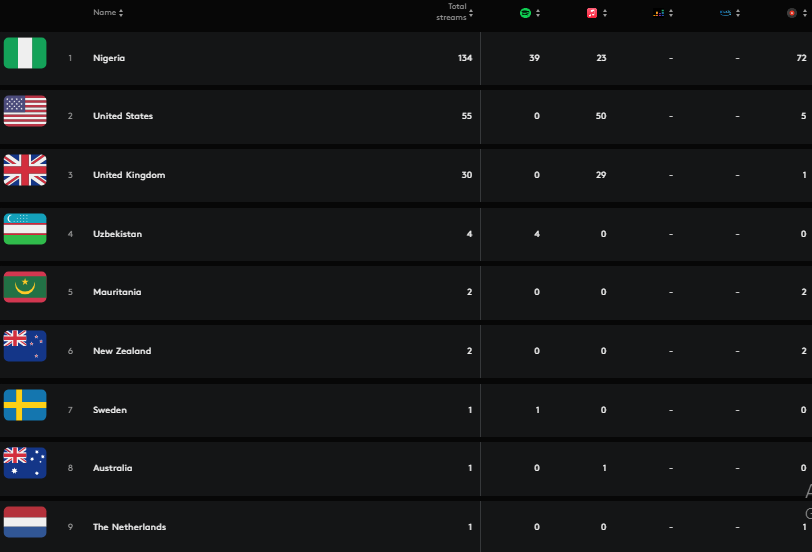 Name Total streams
1 Nigeria 134 39 23 - - 72
2 United States 55 0 50 - - 5
3 United Kingdom 30 0 29 - - 1
4 Uzbekistan 4 4 0 - - 0
5 Mauritania 2 0 0 - - 2
6 New Zealand 2 0 0 - - 2
7 Sweden 1 1 0 - - 0
8 Australia 1 0 1 - - 0
A
G
9 The Netherlands 1 0 0 - - 1